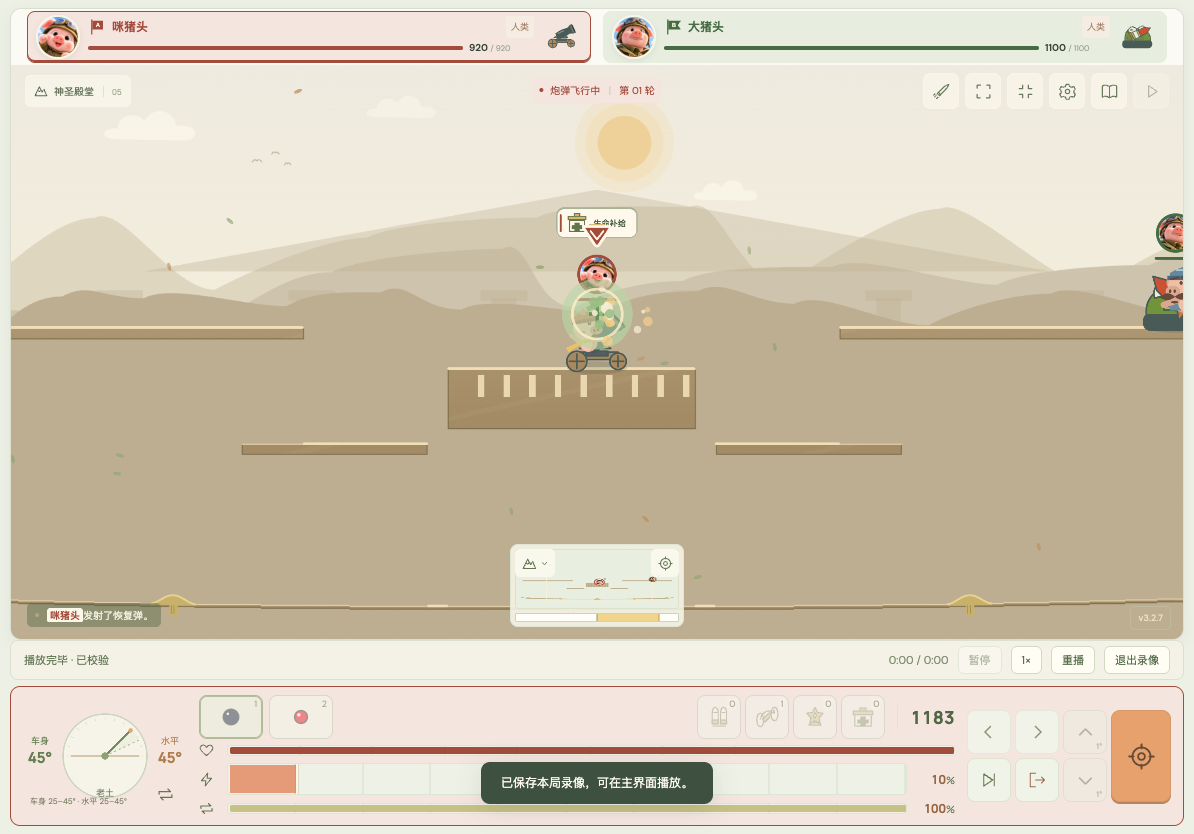 咪猪头
人类
920 / 920
大猪头
人类
1100 / 1100
神圣殿堂
05
炮弹飞行中
第 01 轮
生命补给
咪猪头发射了恢复弹。
v3.2.7
播放完毕 · 已校验
0:00 / 0:00
暂停
1×
重播
退出录像
车身
45°
水平
45°
老土
车身 25–45° · 水平 25–45°
1
2
0
1
0
0
1183
10%
100%
1°
1°
已保存本局录像，可在主界面播放。